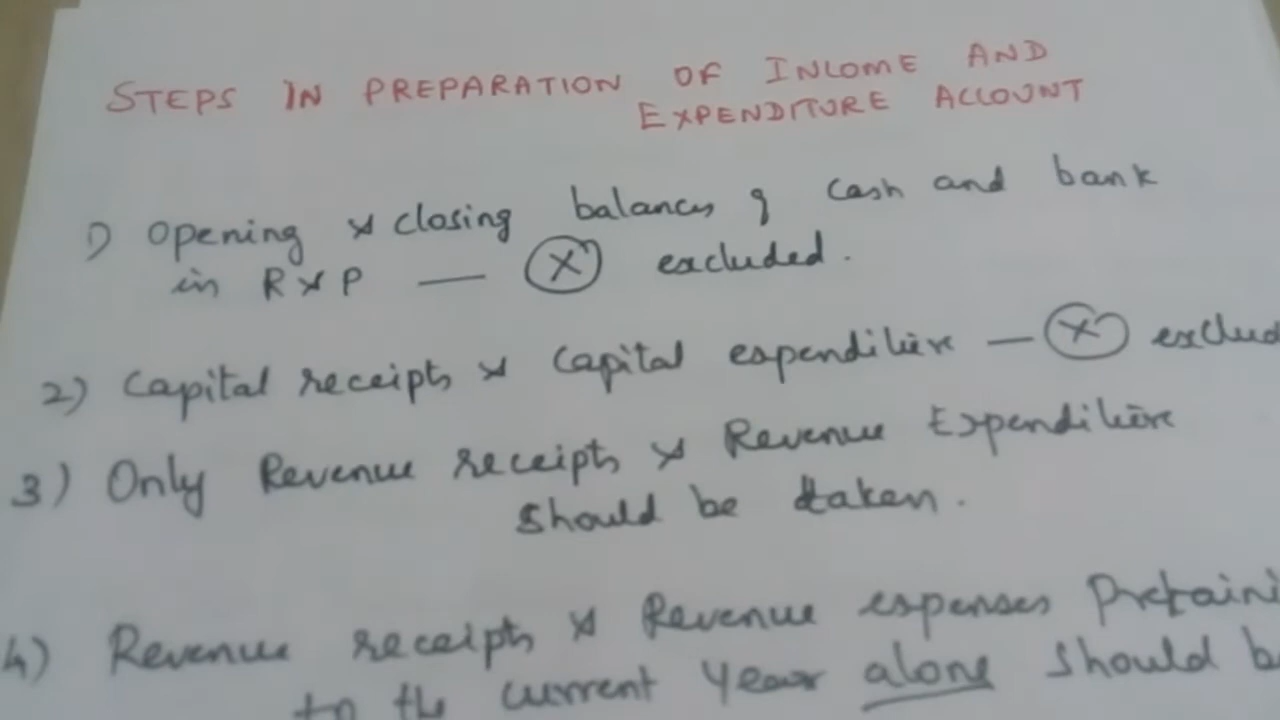 STEPS IN PREPARATION OF INCOME AND
EXPENDITURE ACCOUNT
1) Opening & closing balances of cash and bank
in R & P — (X) excluded.
2) Capital receipts & Capital expenditure — (X) exclud
3) Only Revenue receipts & Revenue Expenditure
should be taken.
4) Revenue receipts & Revenue expenses Pretaini
to the current year alone should b